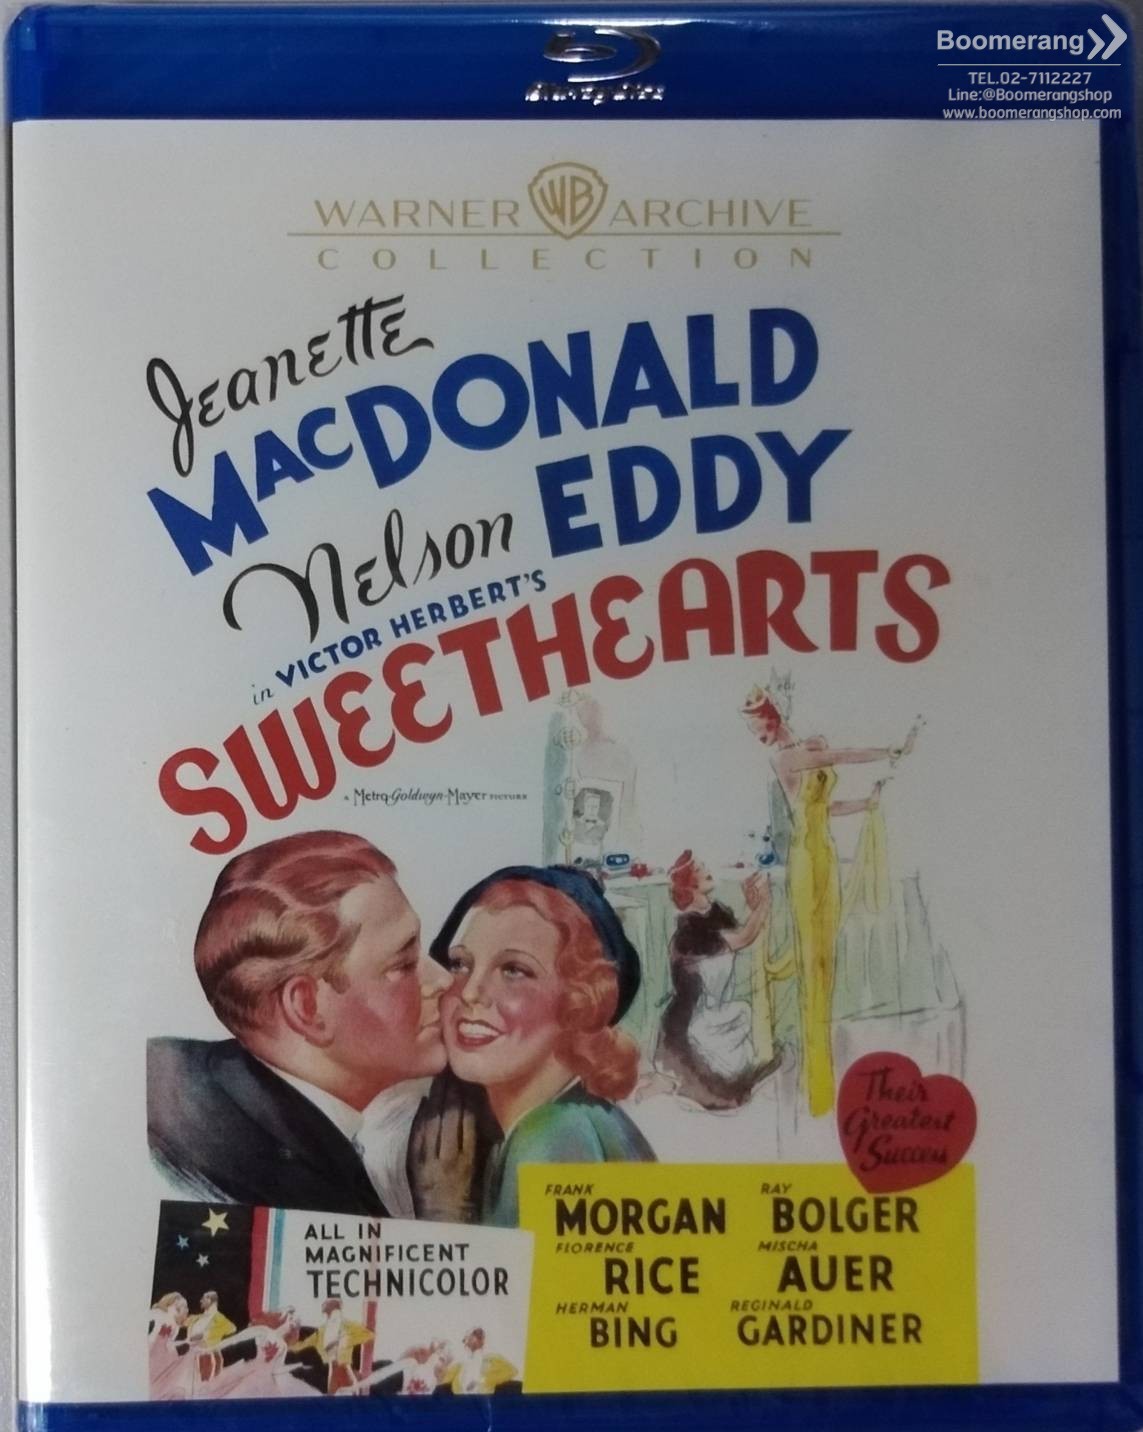 Boomerang
TEL.02-7112227
Line:@Boomerangshop
www.boomerangshop.com
Blu-ray Disc
WARNER WB ARCHIVE
COLLECTION
Jeanette
MACDONALD
Nelson EDDY
in VICTOR HERBERT'S
SWEETHEARTS
A Metro-Goldwyn-Mayer PICTURE
Their
Greatest
Success
ALL IN
MAGNIFICENT
TECHNICOLOR
FRANK
MORGAN
RAY
BOLGER
FLORENCE
RICE
MISCHA
AUER
HERMAN
BING
REGINALD
GARDINER